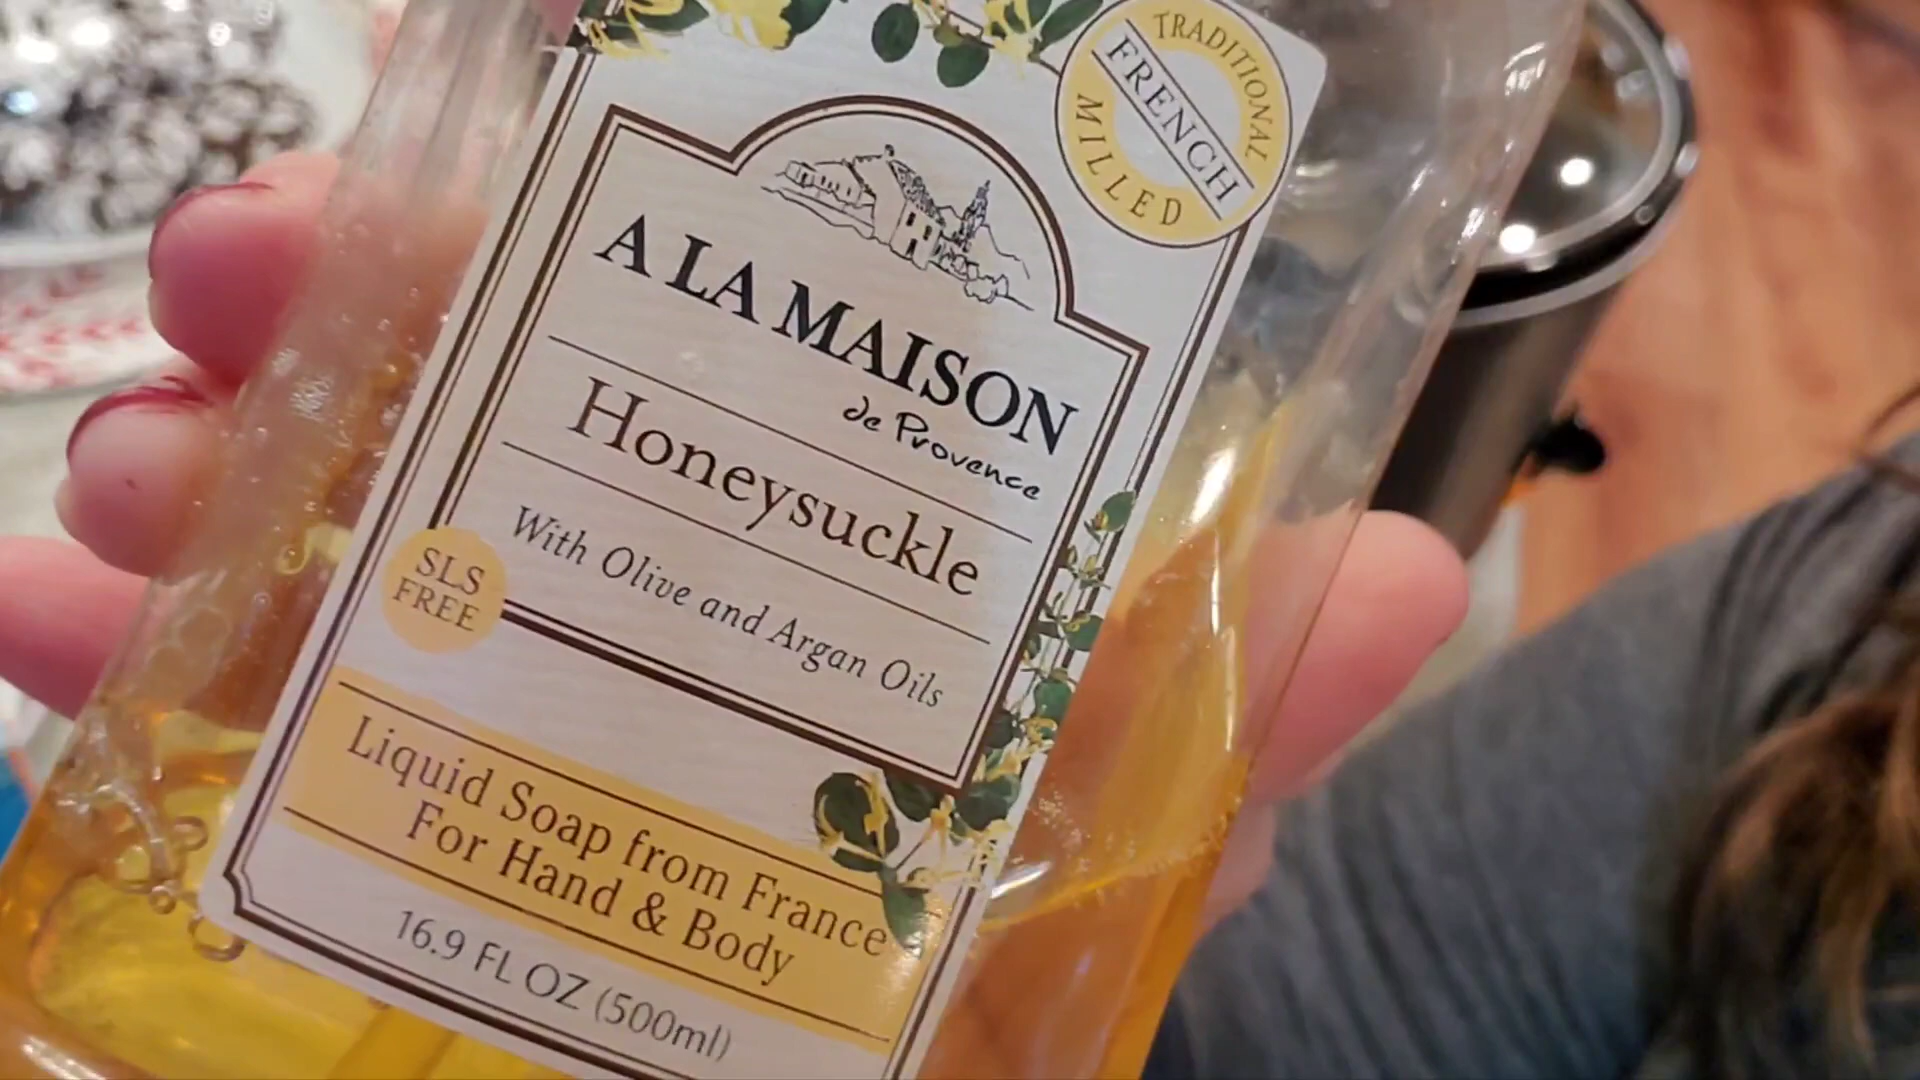 TRADITIONAL
FRENCH
MILLED
A LA MAISON
de Provence
Honeysuckle
With Olive and Argan Oils
SLS
FREE
Liquid Soap from France
For Hand & Body
16.9 FL OZ (500ml)